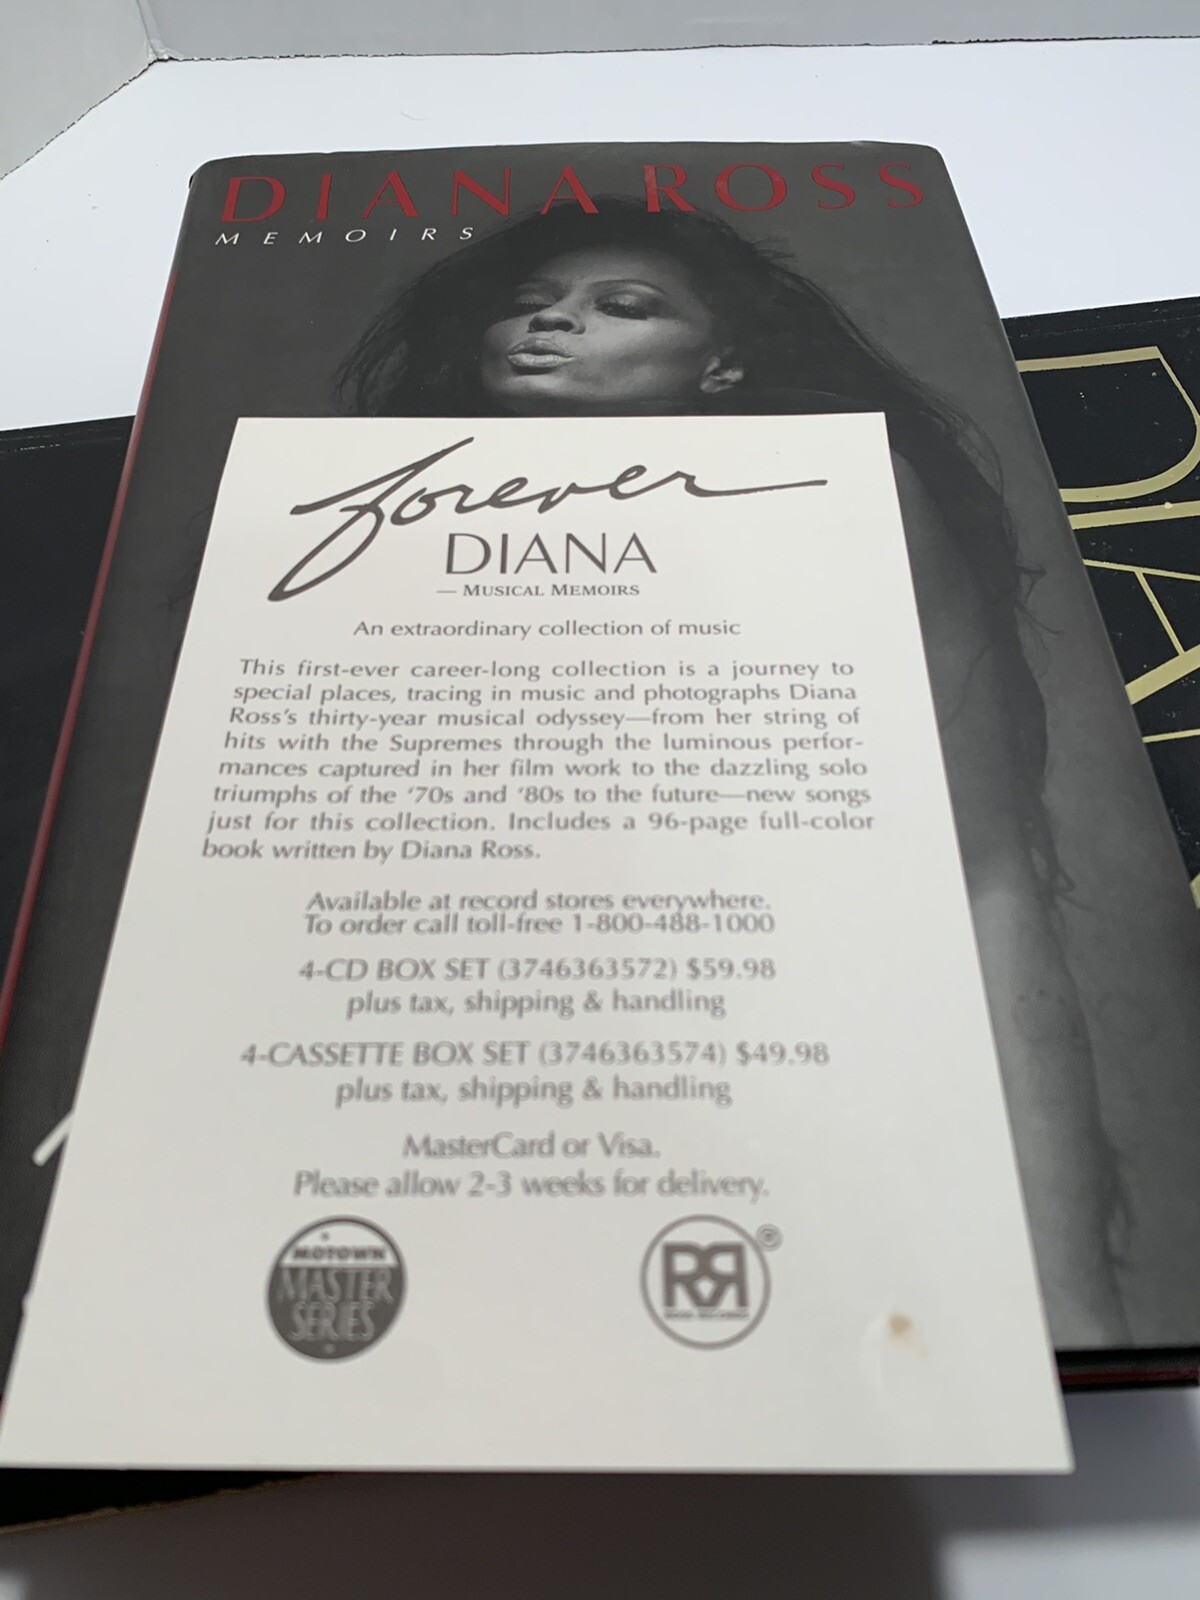 DIANA ROSS
MEMOIRS
forever
DIANA
— MUSICAL MEMOIRS
An extraordinary collection of music
This first-ever career-long collection is a journey to
special places, tracing in music and photographs Diana
Ross's thirty-year musical odyssey—from her string of
hits with the Supremes through the luminous perfor-
mances captured in her film work to the dazzling solo
triumphs of the '70s and '80s to the future—new songs
just for this collection. Includes a 96-page full-color
book written by Diana Ross.
Available at record stores everywhere.
To order call toll-free 1-800-488-1000
4-CD BOX SET (3746363572) $59.98
plus tax, shipping & handling
4-CASSETTE BOX SET (3746363574) $49.98
plus tax, shipping & handling
MasterCard or Visa.
Please allow 2-3 weeks for delivery.
MOTOWN
MASTER
SERIES
RR
®